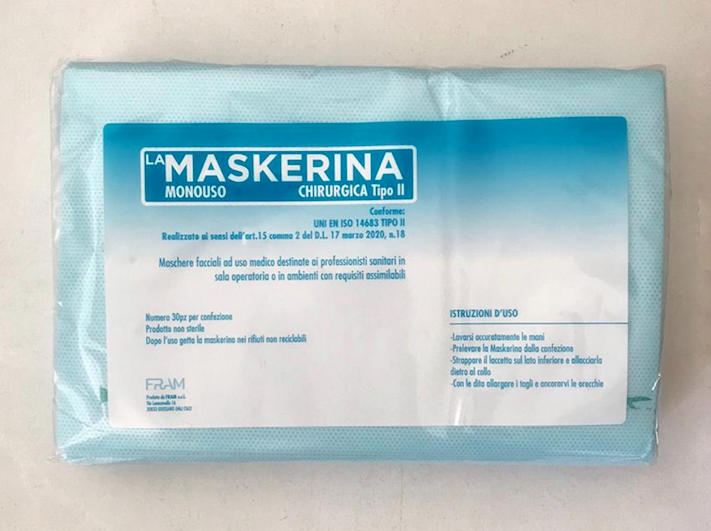 LA MASKERINA
MONOUSO CHIRURGICA Tipo II
Conforme:
UNI EN ISO 14683 TIPO II
Realizzato ai sensi dell'art.15 comma 2 del D.L. 17 marzo 2020, n.18
Maschere facciali ad uso medico destinate ai professionisti sanitari in
sala operatoria o in ambienti con requisiti assimilabili
Numero 30pz per confezione
Prodotto non sterile
Dopo l'uso getta la maskerina nei rifiuti non reciclabili
ISTRUZIONI D'USO
-Lavarsi accuratamente le mani
-Prelevare la Maskerina dalla confezione
-Strappare il laccetto sul lato inferiore e allacciarla
dietro al collo
-Con le dita allargare i tagli e ancorarvi le orecchie
FRAM
Prodotto da FRAM s.r.l.